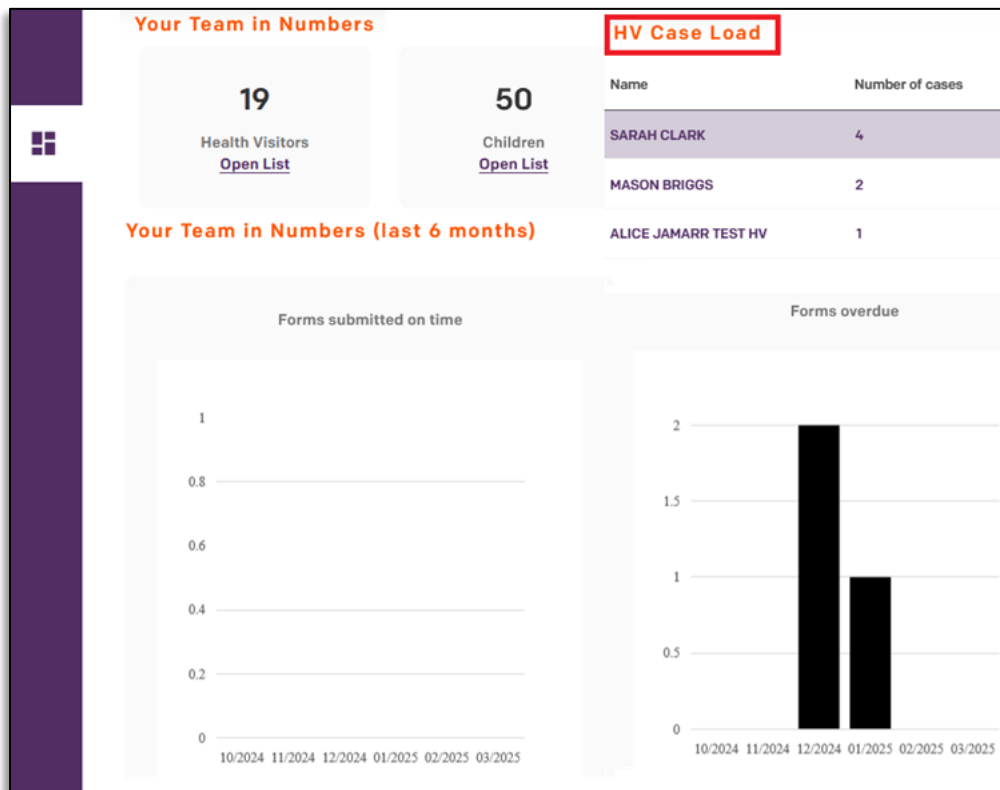 Your Team in Numbers
19
Health Visitors
Open List
50
Children
Open List
HV Case Load
Name Number of cases
SARAH CLARK 4
MASON BRIGGS 2
ALICE JAMARR TEST HV 1
Your Team in Numbers (last 6 months)
Forms submitted on time
1
0.8
0.6
0.4
0.2
0
10/2024 11/2024 12/2024 01/2025 02/2025 03/2025
Forms overdue
2
1.5
1
0.5
0
10/2024 11/2024 12/2024 01/2025 02/2025 03/2025